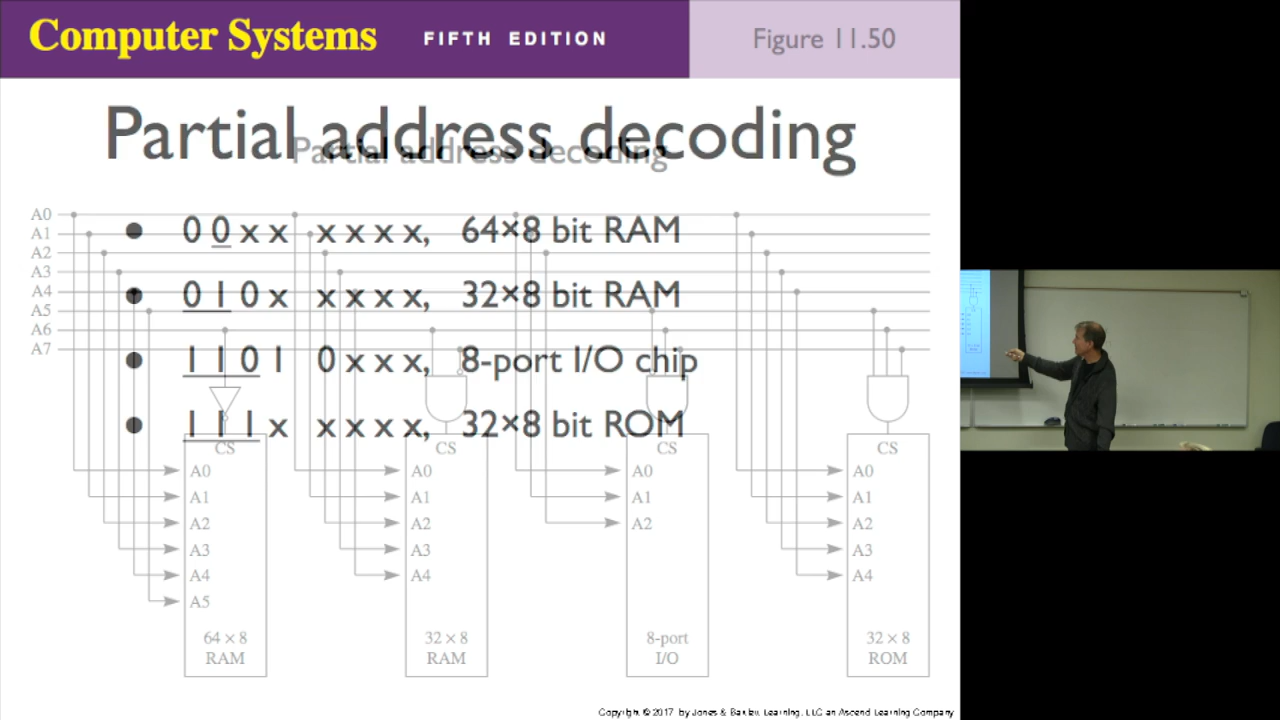 Computer Systems FIFTH EDITION Figure 11.50
Partial address decoding
Partial address decoding
A0
A1
A2
A3
A4
A5
A6
A7
• 0 0 x x x x x x, 64×8 bit RAM
• 0 1 0 x x x x x, 32×8 bit RAM
• 1 1 0 1 0 x x x, 8-port I/O chip
• 1 1 1 x x x x x, 32×8 bit ROM
CS CS CS CS
A0 A0 A0 A0
A1 A1 A1 A1
A2 A2 A2 A2
A3 A3 A3
A4 A4 A4
A5
64 × 8 32 × 8 8-port 32 × 8
RAM RAM I/O ROM
Copyright © 2017 by Jones & Bartlett Learning, LLC an Ascend Learning Company